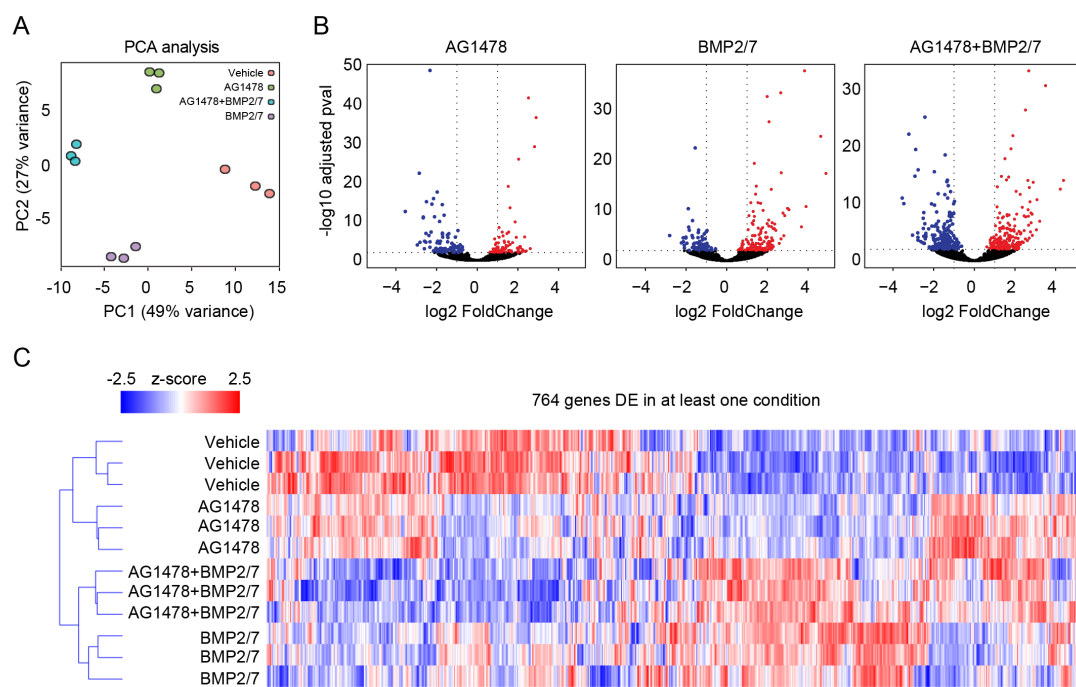 A
PCA analysis
Vehicle
AG1478
AG1478+BMP2/7
BMP2/7
5
0
-5
PC2 (27% variance)
-10 -5 0 5 10 15
PC1 (49% variance)
B
AG1478
BMP2/7
AG1478+BMP2/7
-log10 adjusted pval
50
40
30
20
10
0
−4 −2 0 2 4
log2 FoldChange
30
20
10
0
−4 −2 0 2 4
log2 FoldChange
30
20
10
0
−4 −2 0 2 4
log2 FoldChange
C
-2.5 z-score 2.5
764 genes DE in at least one condition
Vehicle
Vehicle
Vehicle
AG1478
AG1478
AG1478
AG1478+BMP2/7
AG1478+BMP2/7
AG1478+BMP2/7
BMP2/7
BMP2/7
BMP2/7